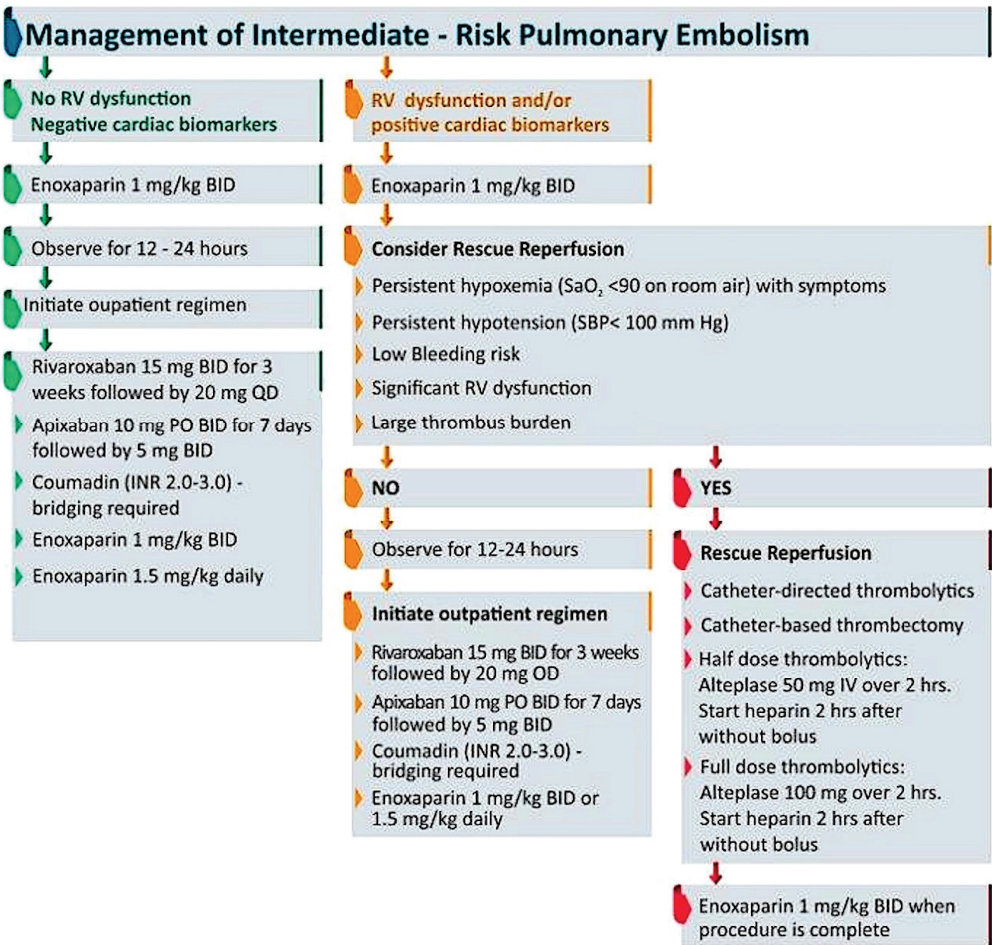 Management of Intermediate - Risk Pulmonary Embolism
No RV dysfunction
Negative cardiac biomarkers
Enoxaparin 1 mg/kg BID
Observe for 12 - 24 hours
Initiate oupatient regimen
Rivaroxaban 15 mg BID for 3
weeks followed by 20 mg QD
Apixaban 10 mg PO BID for 7 days
followed by 5 mg BID
Coumadin (INR 2.0-3.0) -
bridging required
Enoxaparin 1 mg/kg BID
Enoxaparin 1.5 mg/kg daily
RV dysfunction and/or
positive cardiac biomarkers
Enoxaparin 1 mg/kg BID
Consider Rescue Reperfusion
Persistent hypoxemia (SaO₂ <90 on room air) with symptoms
Persistent hypotension (SBP< 100 mm Hg)
Low Bleeding risk
Significant RV dysfunction
Large thrombus burden
NO
Observe for 12-24 hours
Initiate outpatient regimen
Rivaroxaban 15 mg BID for 3 weeks
followed by 20 mg OD
Apixaban 10 mg PO BID for 7 days
followed by 5 mg BID
Coumadin (INR 2.0-3.0) -
bridging required
Enoxaparin 1 mg/kg BID or
1.5 mg/kg daily
YES
Rescue Reperfusion
Catheter-directed thrombolytics
Catheter-based thrombectomy
Half dose thrombolytics:
Alteplase 50 mg IV over 2 hrs.
Start heparin 2 hrs after
without bolus
Full dose thrombolytics:
Alteplase 100 mg over 2 hrs.
Start heparin 2 hrs after
without bolus
Enoxaparin 1 mg/kg BID when
procedure is complete